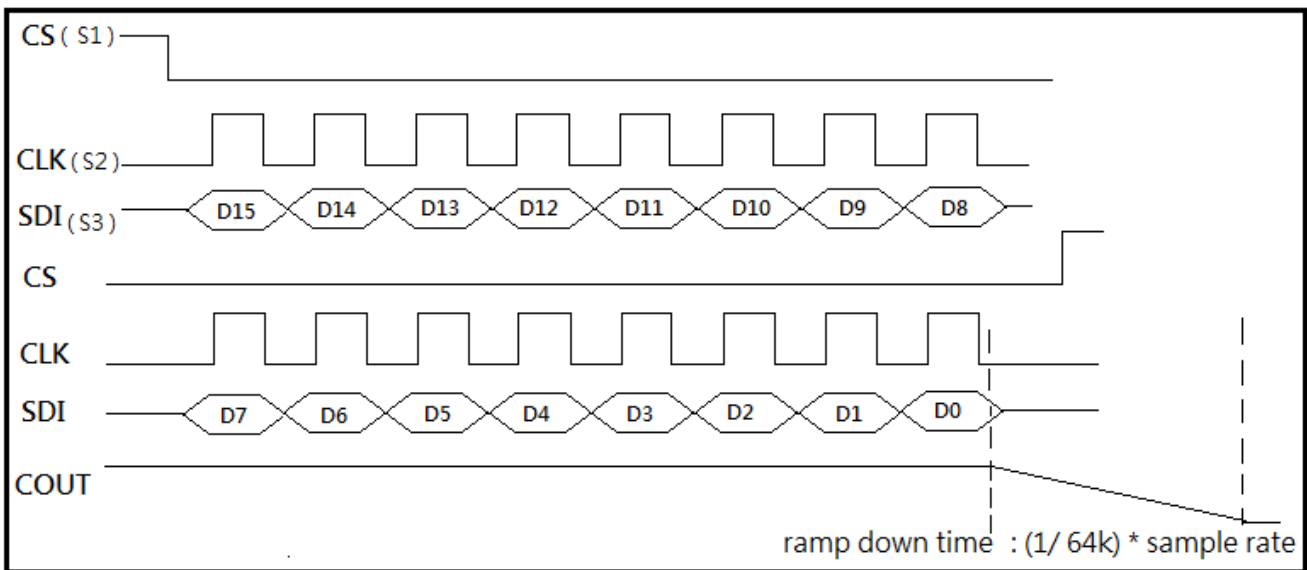 CS( S1)
CLK( S2)
SDI (S3) D15 D14 D13 D12 D11 D10 D9 D8
CS
CLK
SDI D7 D6 D5 D4 D3 D2 D1 D0
COUT
ramp down time : (1/ 64k) * sample rate